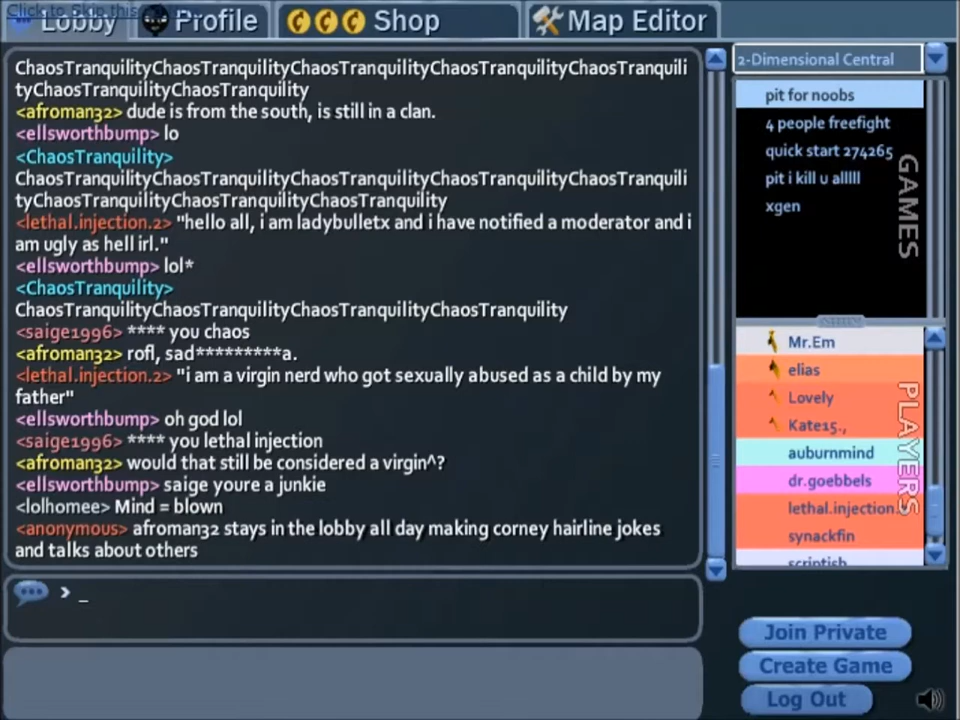 Click to Skip this
Lobby Profile Shop Map Editor
ChaosTranquilityChaosTranquilityChaosTranquilityChaosTranquilityChaosTranquili
tyChaosTranquilityChaosTranquility
<afroman32> dude is from the south, is still in a clan.
<ellsworthbump> lo
<ChaosTranquility>
ChaosTranquilityChaosTranquilityChaosTranquilityChaosTranquilityChaosTranquili
tyChaosTranquilityChaosTranquilityChaosTranquility
<lethal.injection.2> "hello all, i am ladybulletx and i have notified a moderator and i
am ugly as hell irl."
<ellsworthbump> lol*
<ChaosTranquility>
ChaosTranquilityChaosTranquilityChaosTranquilityChaosTranquility
<saige1996> **** you chaos
<afroman32> rofl, sad*********a.
<lethal.injection.2> "i am a virgin nerd who got sexually abused as a child by my
father"
<ellsworthbump> oh god lol
<saige1996> **** you lethal injection
<afroman32> would that still be considered a virgin^?
<ellsworthbump> saige youre a junkie
<lolhomee> Mind = blown
<anonymous> afroman32 stays in the lobby all day making corney hairline jokes
and talks about others
> _
2-Dimensional Central
pit for noobs
4 people freefight
quick start 274265
pit i kill u alllll
xgen
GAMES
Mr.Em
elias
Lovely
Kate15.,
auburnmind
dr.goebbels
lethal.injection.
synackfin
scriptish
PLAYERS
Join Private
Create Game
Log Out